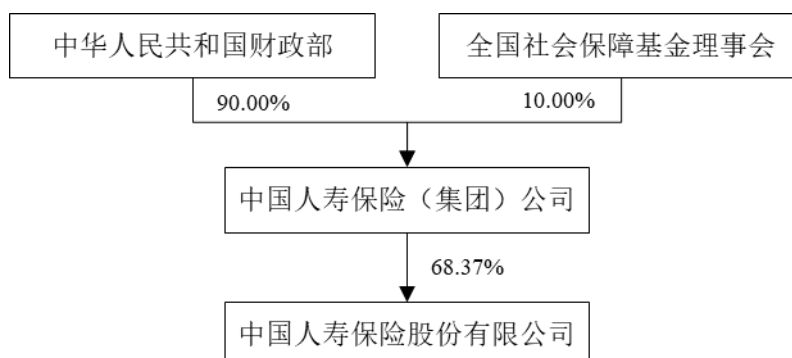 中华人民共和国财政部
全国社会保障基金理事会
90.00%
10.00%
中国人寿保险（集团）公司
68.37%
中国人寿保险股份有限公司